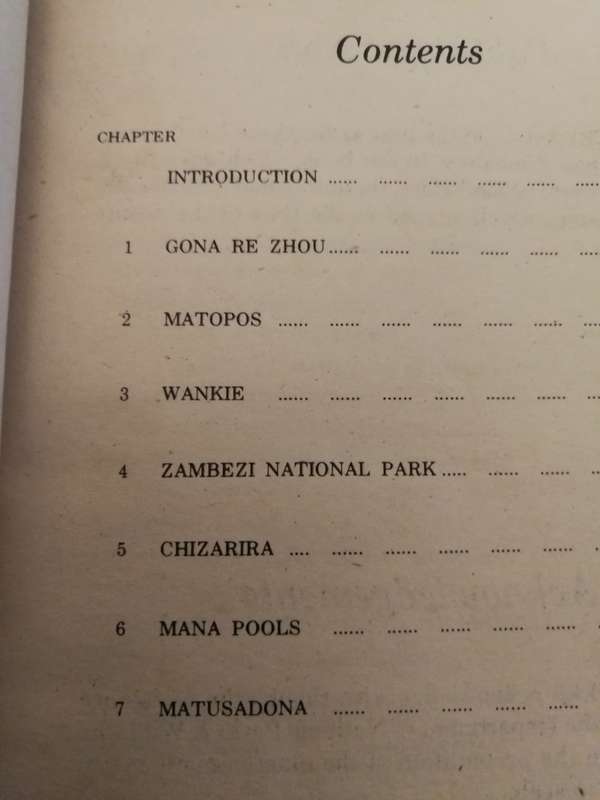 Contents
CHAPTER
INTRODUCTION ...... ...... ...... ...... ...... ....
1 GONA RE ZHOU...... ...... ...... ...... ...... ....
2 MATOPOS ...... ...... ...... ...... ...... ...... ...
3 WANKIE ...... ...... ...... ...... ...... ...... ...
4 ZAMBEZI NATIONAL PARK..... ...... ...... ..
5 CHIZARIRA .... ...... ...... ...... ...... ...... ..
6 MANA POOLS ...... ...... ...... ...... ......
7 MATUSADONA ...... ...... ...... ...... ......